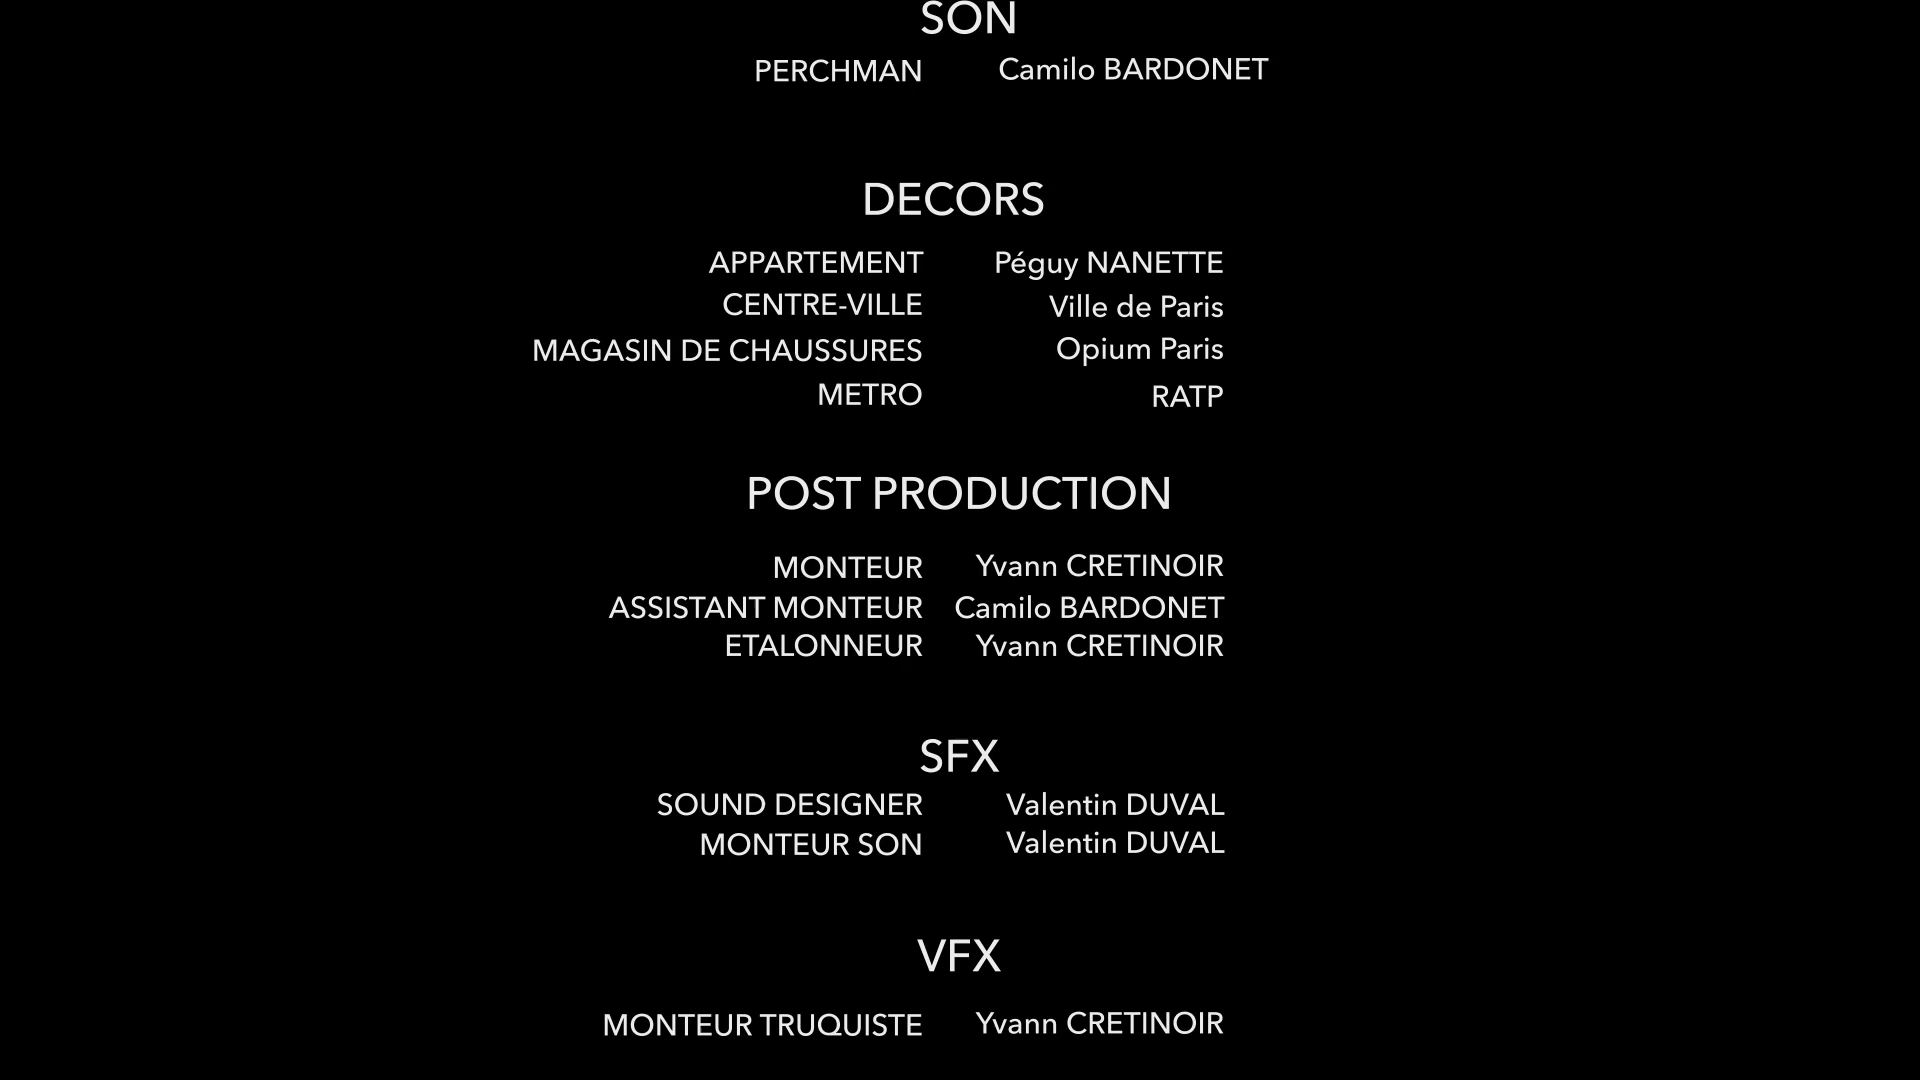 SON
PERCHMAN Camilo BARDONET
DECORS
APPARTEMENT Péguy NANETTE
CENTRE-VILLE Ville de Paris
MAGASIN DE CHAUSSURES Opium Paris
METRO RATP
POST PRODUCTION
MONTEUR Yvann CRETINOIR
ASSISTANT MONTEUR Camilo BARDONET
ETALONNEUR Yvann CRETINOIR
SFX
SOUND DESIGNER Valentin DUVAL
MONTEUR SON Valentin DUVAL
VFX
MONTEUR TRUQUISTE Yvann CRETINOIR